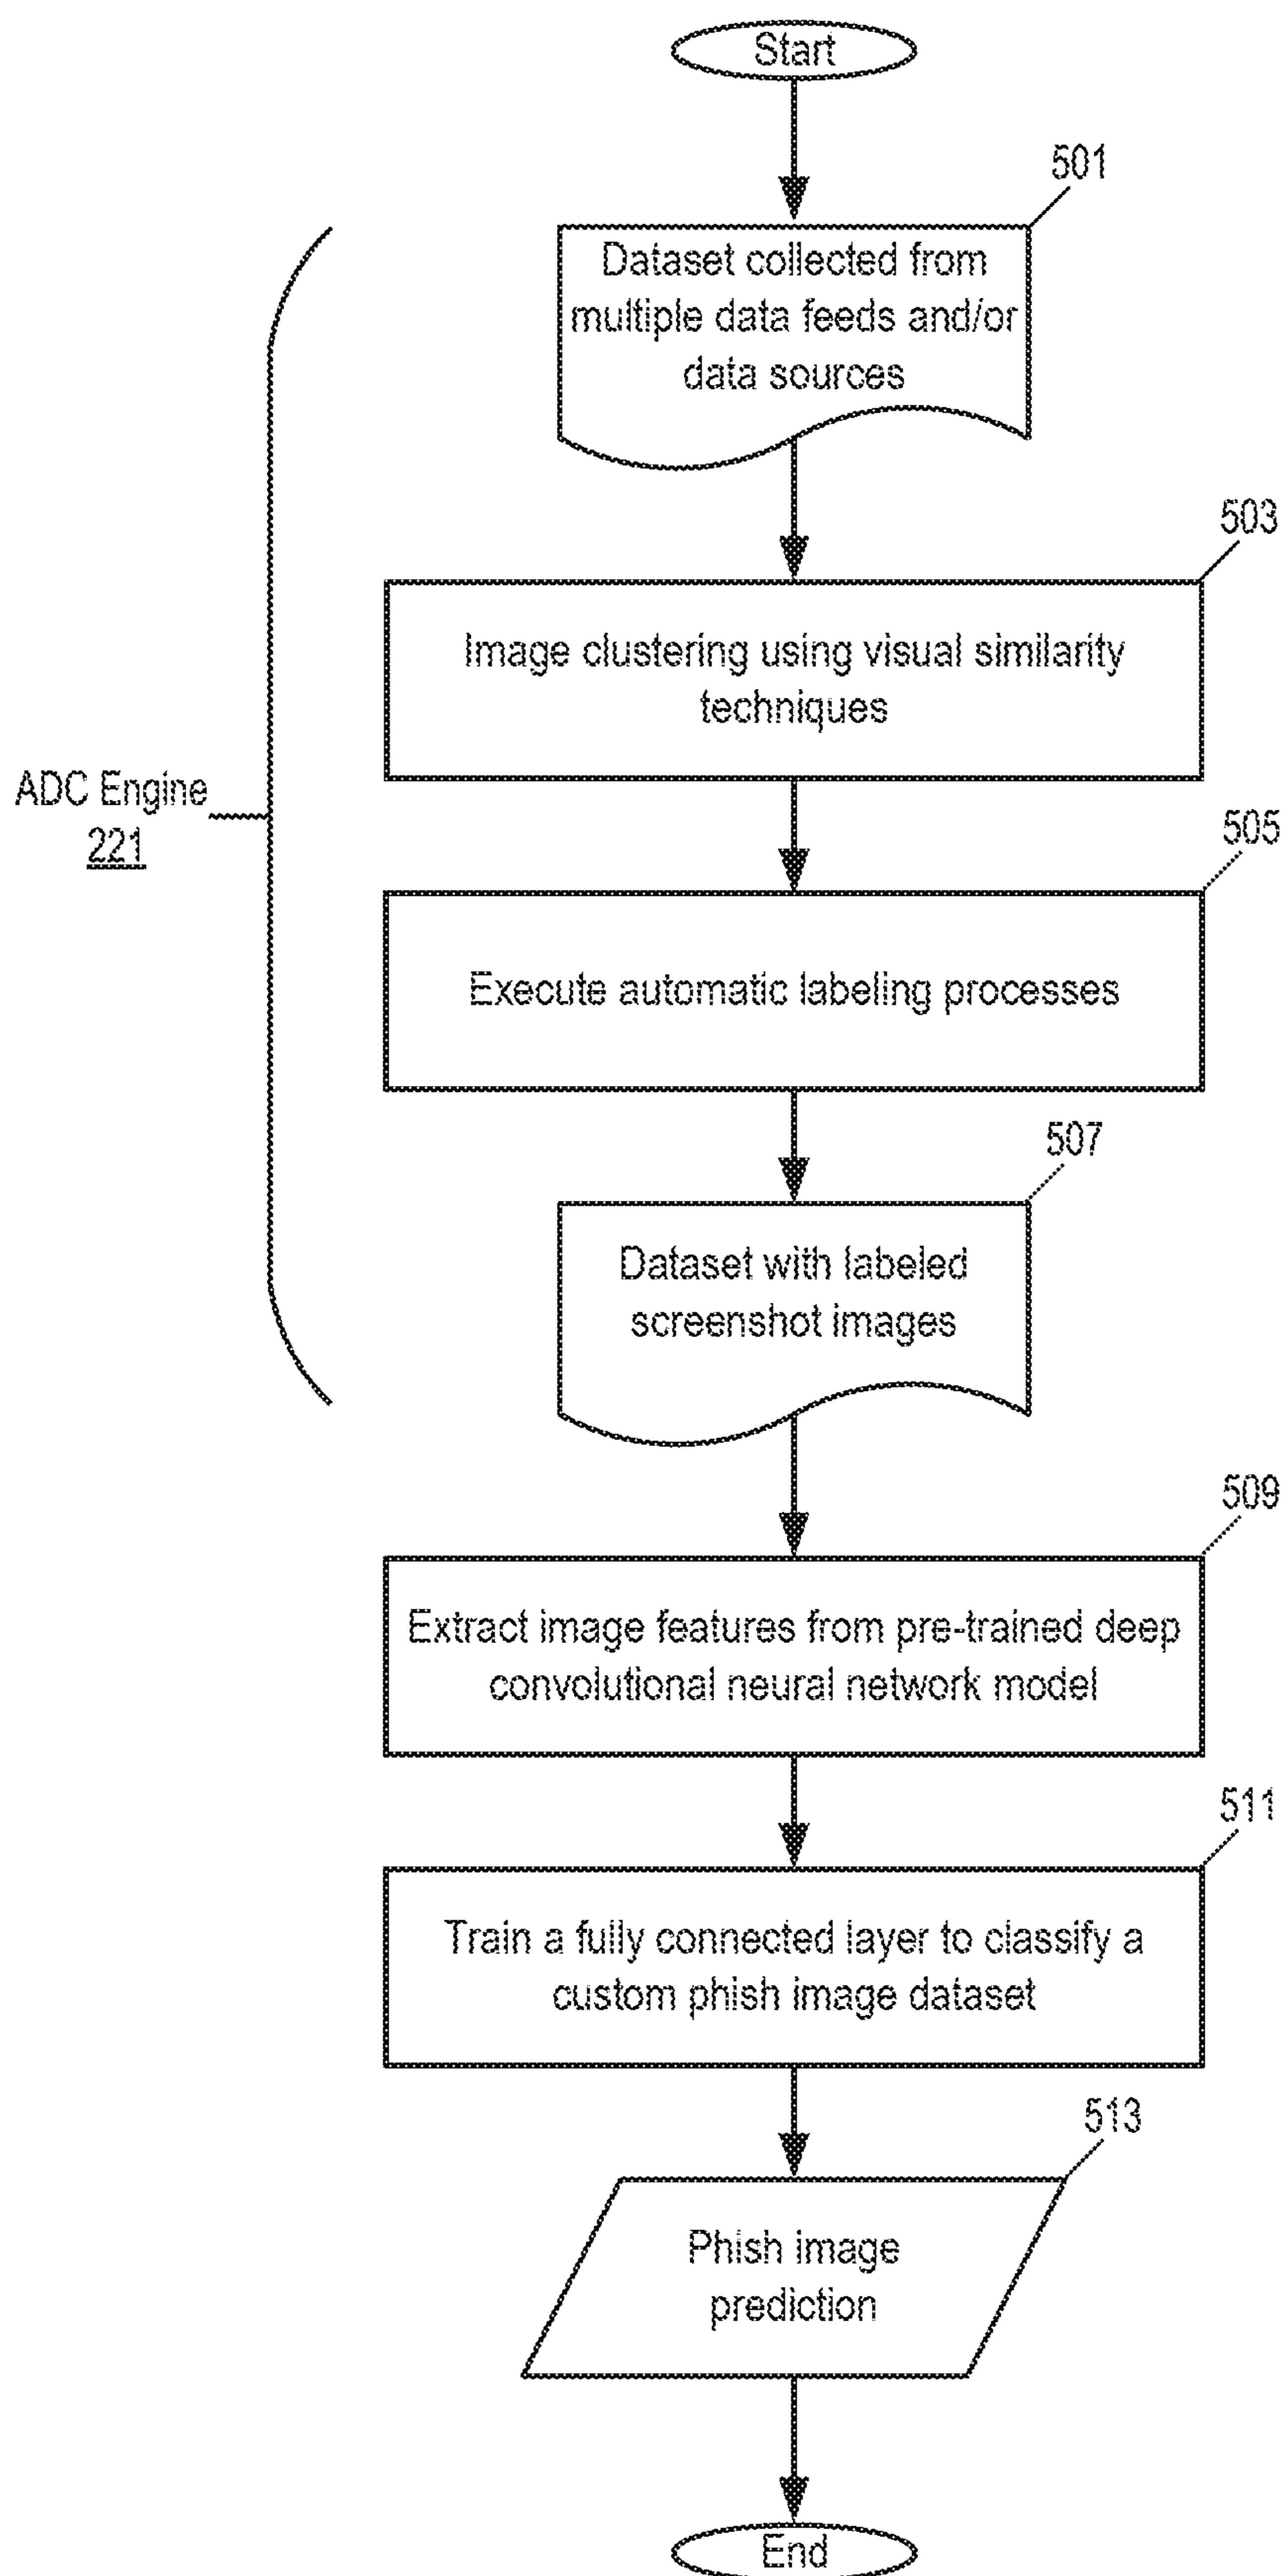 Start
501
Dataset collected from
multiple data feeds and/or
data sources
503
Image clustering using visual similarity
techniques
ADC Engine
221
505
Execute automatic labeling processes
507
Dataset with labeled
screenshot images
509
Extract image features from pre-trained deep
convolutional neural network model
511
Train a fully connected layer to classify a
custom phish image dataset
513
Phish image
prediction
End